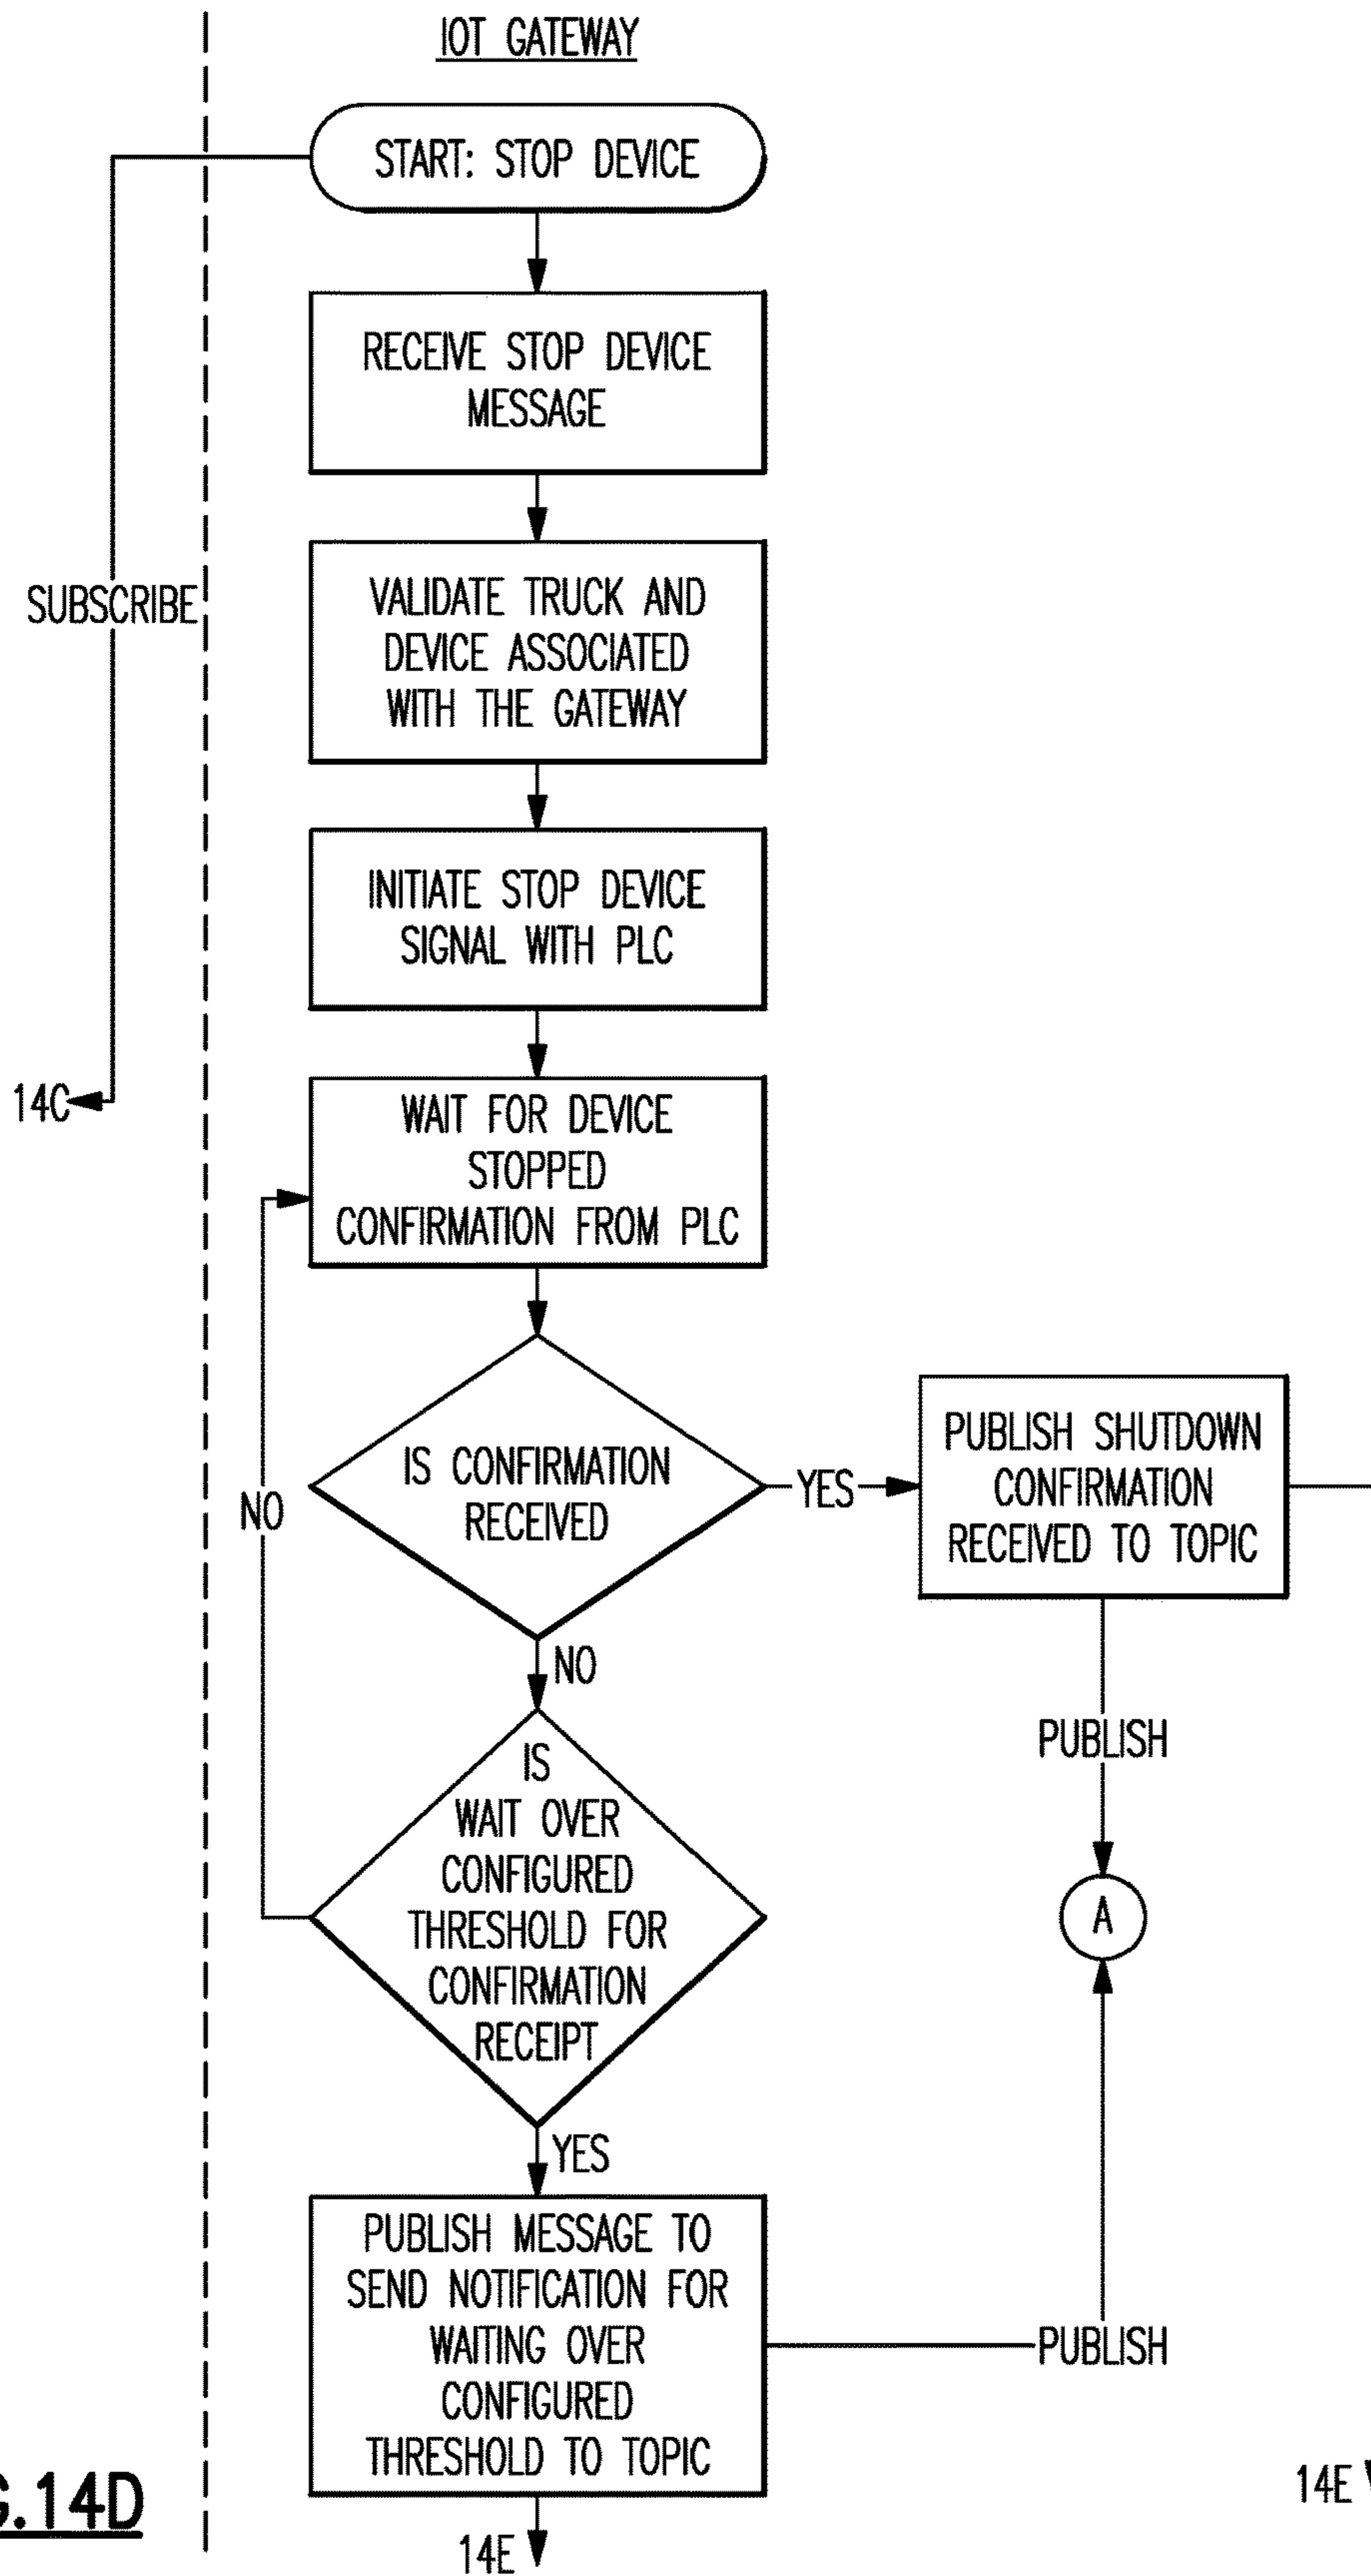 IOT GATEWAY
START: STOP DEVICE
RECEIVE STOP DEVICE
MESSAGE
SUBSCRIBE
VALIDATE TRUCK AND
DEVICE ASSOCIATED
WITH THE GATEWAY
INITIATE STOP DEVICE
SIGNAL WITH PLC
14C
WAIT FOR DEVICE
STOPPED
CONFIRMATION FROM PLC
IS CONFIRMATION
RECEIVED
YES
PUBLISH SHUTDOWN
CONFIRMATION
RECEIVED TO TOPIC
NO
NO
PUBLISH
IS
WAIT OVER
CONFIGURED
THRESHOLD FOR
CONFIRMATION
RECEIPT
A
YES
PUBLISH MESSAGE TO
SEND NOTIFICATION FOR
WAITING OVER
CONFIGURED
THRESHOLD TO TOPIC
PUBLISH
14E
14E
G.14D